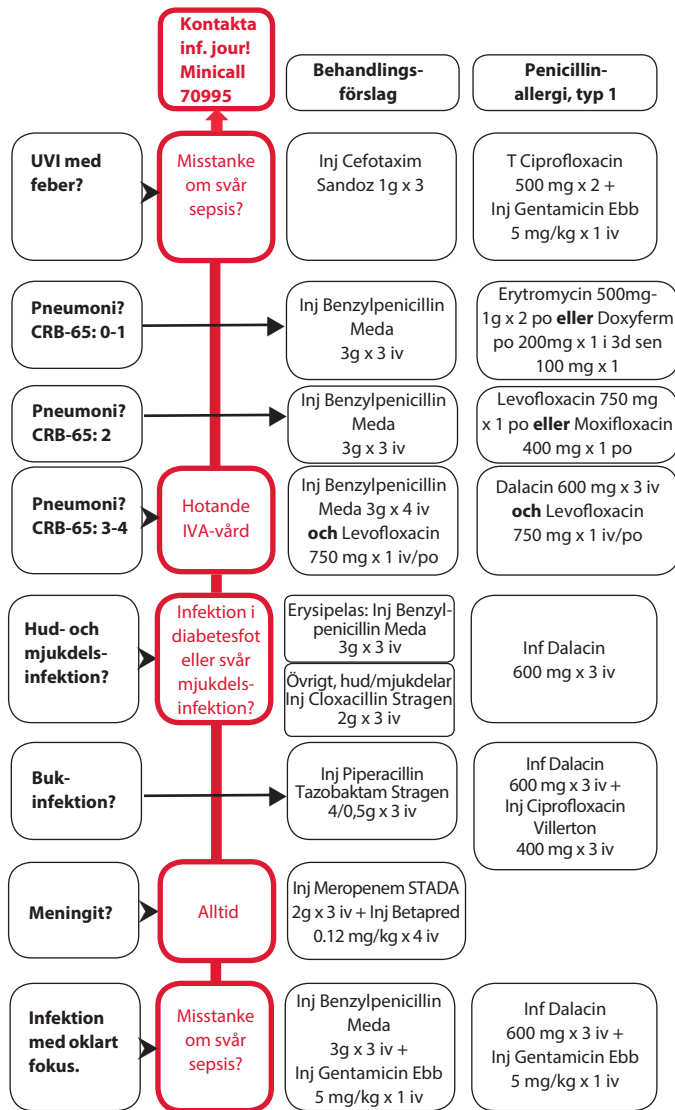 Kontakta
inf. jour!
Minicall
70995
Behandlings-
förslag
Penicillin-
allergi, typ 1
UVI med
feber?
Misstanke
om svår
sepsis?
Inj Cefotaxim
Sandoz 1g x 3
T Ciprofloxacin
500 mg x 2 +
Inj Gentamicin Ebb
5 mg/kg x 1 iv
Pneumoni?
CRB-65: 0-1
Inj Benzylpenicillin
Meda
3g x 3 iv
Erytromycin 500mg-
1g x 2 po eller Doxyferm
po 200mg x 1 i 3d sen
100 mg x 1
Pneumoni?
CRB-65: 2
Inj Benzylpenicillin
Meda
3g x 3 iv
Levofloxacin 750 mg
x 1 po eller Moxifloxacin
400 mg x 1 po
Pneumoni?
CRB-65: 3-4
Hotande
IVA-vård
Inj Benzylpenicillin
Meda 3g x 4 iv
och Levofloxacin
750 mg x 1 iv/po
Dalacin 600 mg x 3 iv
och Levofloxacin
750 mg x 1 iv/po
Hud- och
mjukdels-
infektion?
Infektion i
diabetesfot
eller svår
mjukdels-
infektion?
Erysipelas: Inj Benzyl-
penicillin Meda
3g x 3 iv
Övrigt, hud/mjukdelar
Inj Cloxacillin Stragen
2g x 3 iv
Inf Dalacin
600 mg x 3 iv
Buk-
infektion?
Inj Piperacillin
Tazobaktam Stragen
4/0,5g x 3 iv
Inf Dalacin
600 mg x 3 iv +
Inj Ciprofloxacin
Villerton
400 mg x 3 iv
Meningit?
Alltid
Inj Meropenem STADA
2g x 3 iv + Inj Betapred
0.12 mg/kg x 4 iv
Infektion
med oklart
fokus.
Misstanke
om svår
sepsis?
Inj Benzylpenicillin
Meda
3g x 3 iv +
Inj Gentamicin Ebb
5 mg/kg x 1 iv
Inf Dalacin
600 mg x 3 iv +
Inj Gentamicin Ebb
5 mg/kg x 1 iv